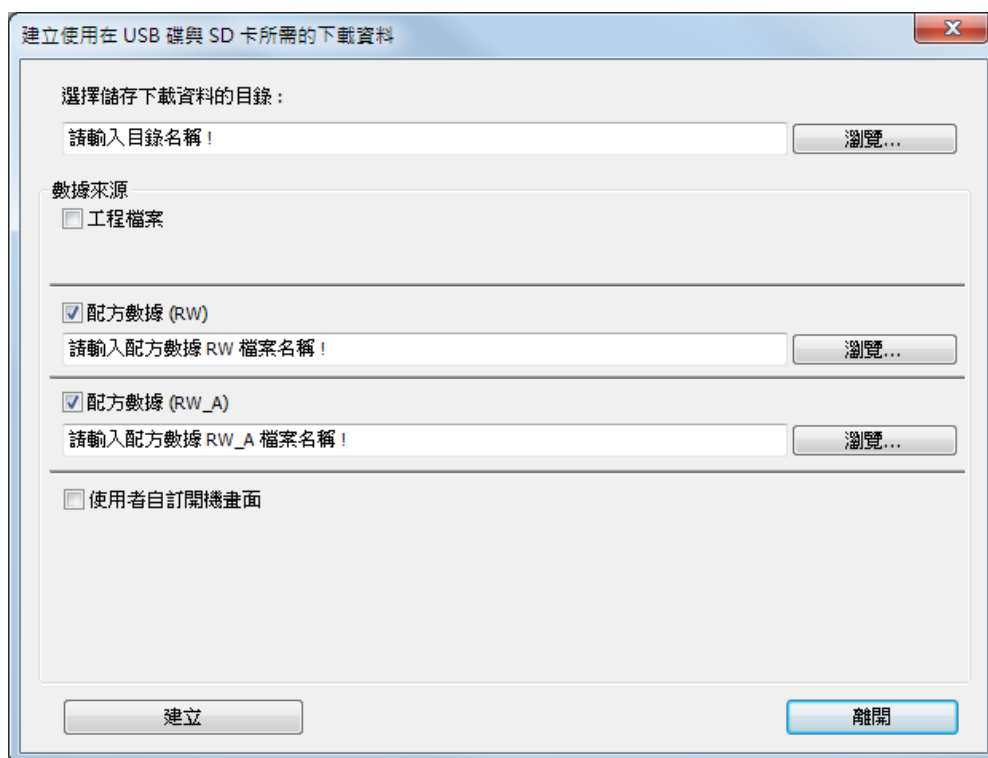 建立使用在 USB 碟與 SD 卡所需的下載資料
選擇儲存下載資料的目錄：
請輸入目錄名稱！
瀏覽...
數據來源
工程檔案
配方數據 (RW)
請輸入配方數據 RW 檔案名稱！
瀏覽...
配方數據 (RW_A)
請輸入配方數據 RW_A 檔案名稱！
瀏覽...
使用者自訂開機畫面
建立
離開